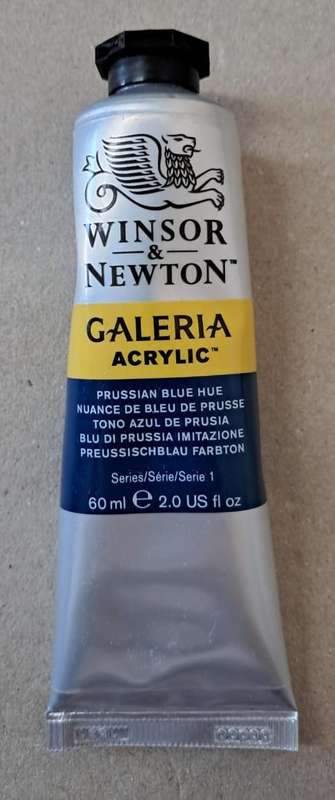 WINSOR
&
NEWTON™
GALERIA
ACRYLIC™
PRUSSIAN BLUE HUE
NUANCE DE BLEU DE PRUSSE
TONO AZUL DE PRUSIA
BLU DI PRUSSIA IMITAZIONE
PREUSSISCHBLAU FARBTON
Series/Série/Serie 1
60 ml ℮ 2.0 US fl oz